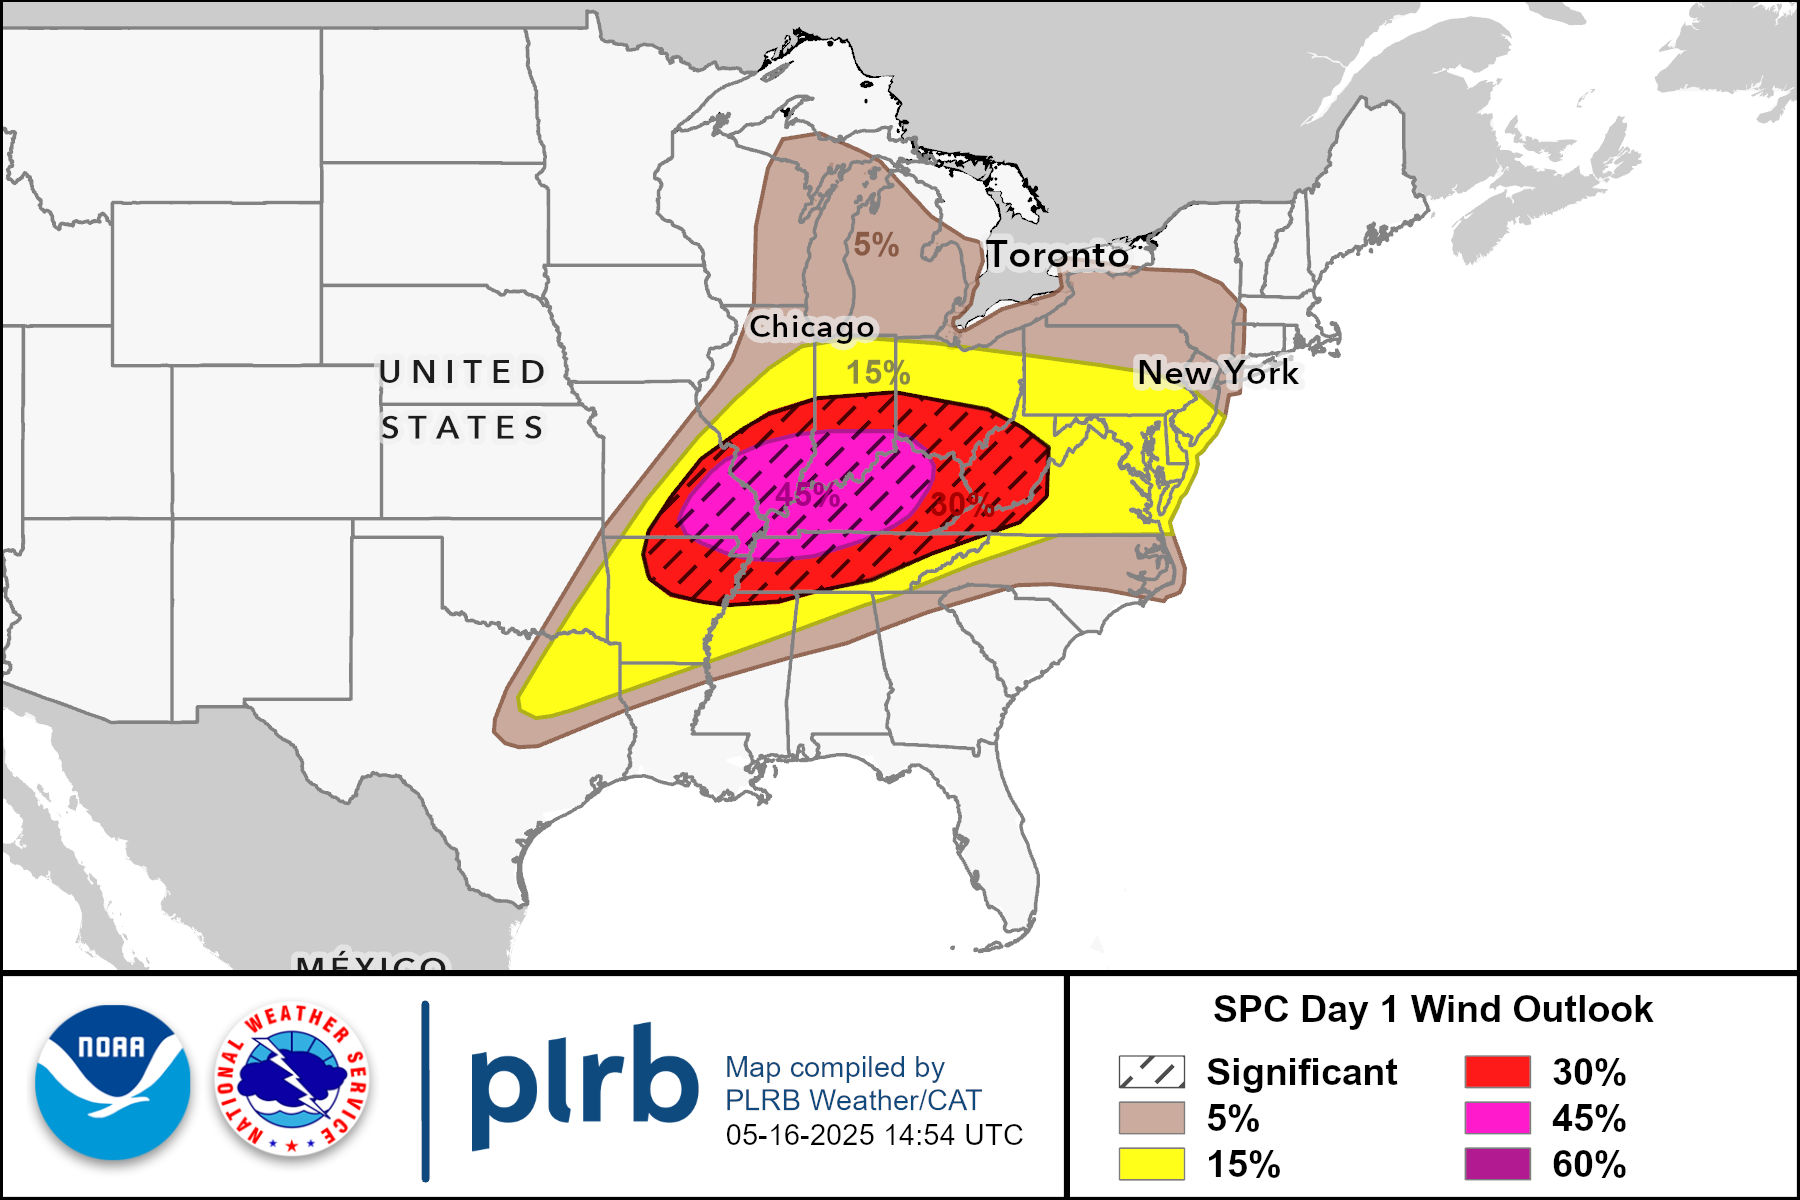 5%
Toronto
Chicago
15%
New York
UNITED
STATES
45%
30%
MÉXICO
NOAA
NATIONAL WEATHER SERVICE
plrb
Map compiled by
PLRB Weather/CAT
05-16-2025 14:54 UTC
SPC Day 1 Wind Outlook
Significant
5%
15%
30%
45%
60%